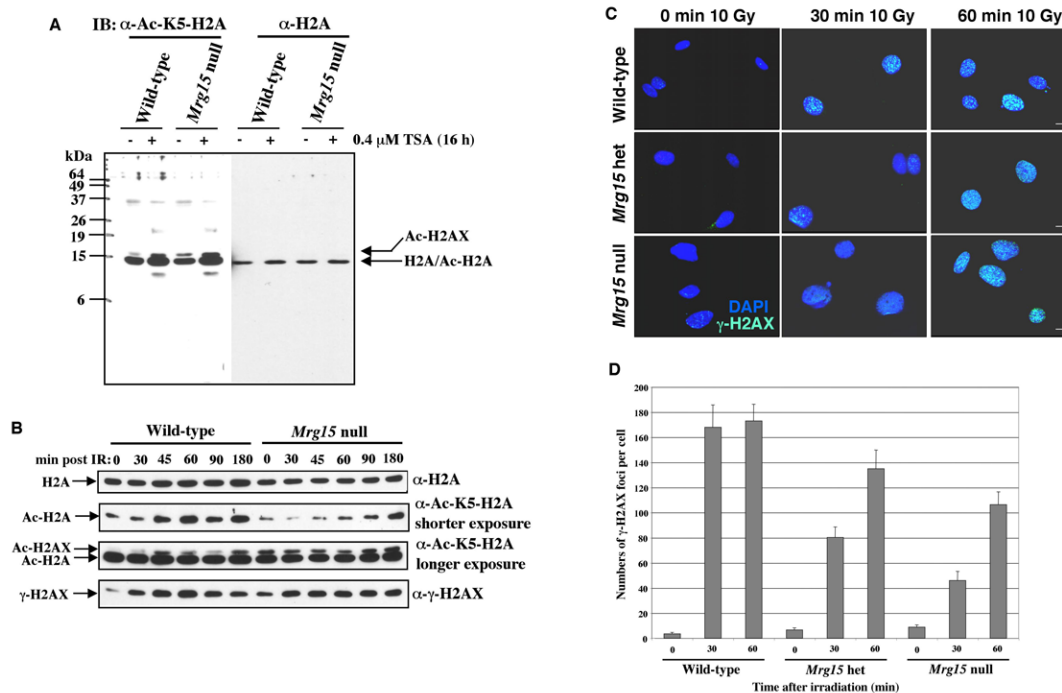 A
IB: α-Ac-K5-H2A
α-H2A
Wild-type
Mrg15 null
Wild-type
Mrg15 null
- + - + - + - +
0.4 μM TSA (16 h)
kDa
64
49
37
26
19
15
6
Ac-H2AX
H2A/Ac-H2A
B
Wild-type
Mrg15 null
min post IR: 0 30 45 60 90 180 0 30 45 60 90 180
H2A
α-H2A
Ac-H2A
α-Ac-K5-H2A
shorter exposure
Ac-H2AX
Ac-H2A
α-Ac-K5-H2A
longer exposure
γ-H2AX
α-γ-H2AX
C
0 min 10 Gy
30 min 10 Gy
60 min 10 Gy
Wild-type
Mrg15 het
Mrg15 null
DAPI
γ-H2AX
D
Numbers of γ-H2AX foci per cell
200
180
160
140
120
100
80
60
40
20
0
0 30 60 0 30 60 0 30 60
Wild-type
Mrg15 het
Mrg15 null
Time after irradiation (min)